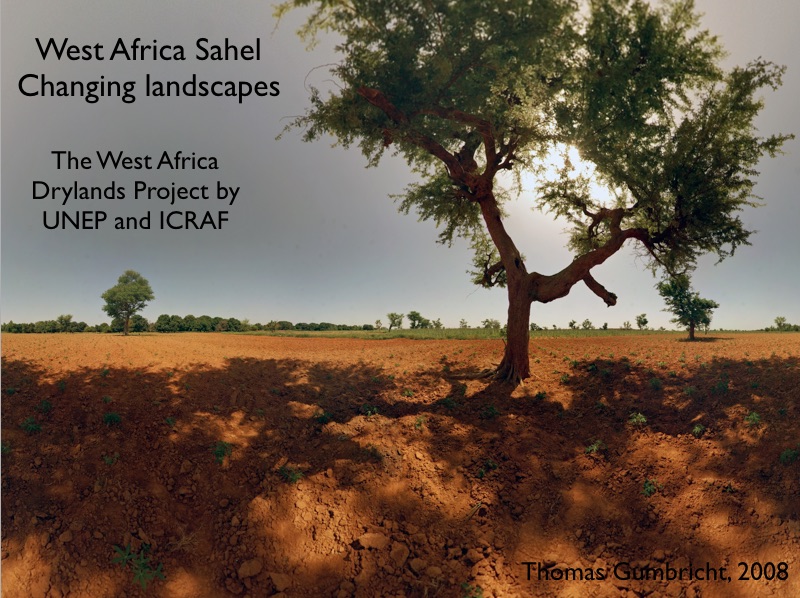 West Africa Sahel
Changing landscapes
The West Africa
Drylands Project by
UNEP and ICRAF
Thomas Gumbricht, 2008